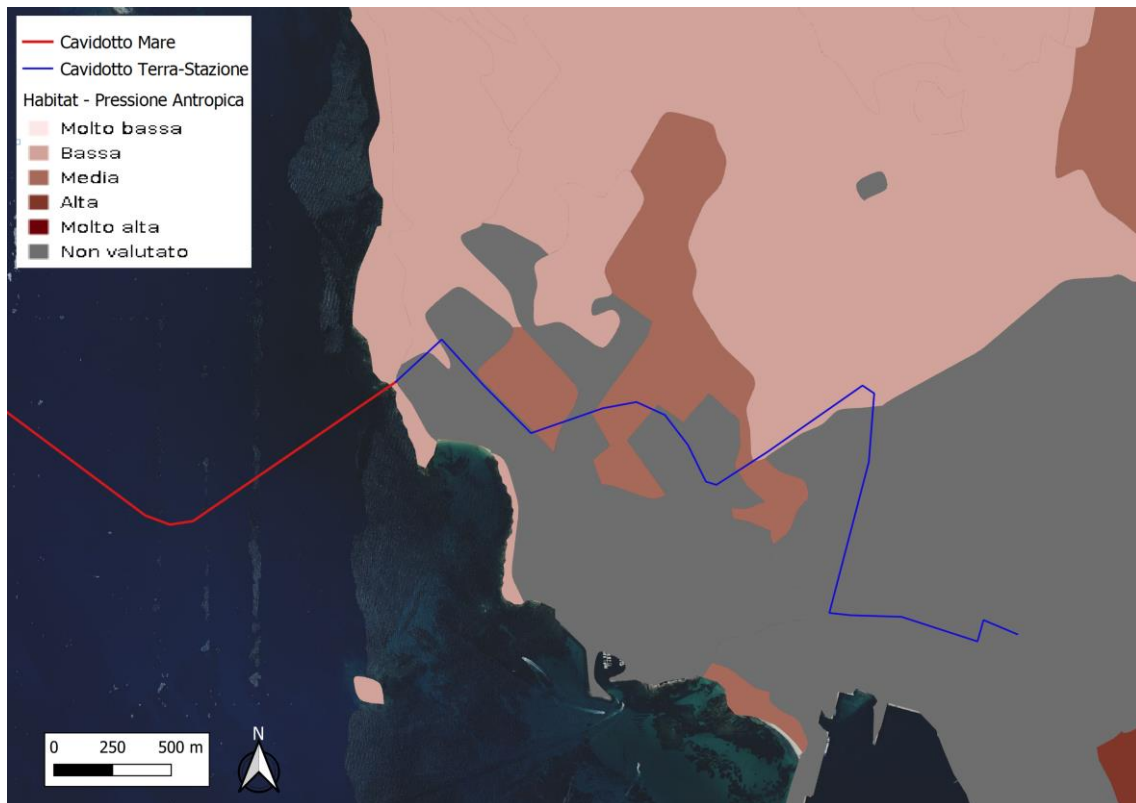 Cavidotto Mare
Cavidotto Terra-Stazione
Habitat - Pressione Antropica
Molto bassa
Bassa
Media
Alta
Molto alta
Non valutato
0 250 500 m
N